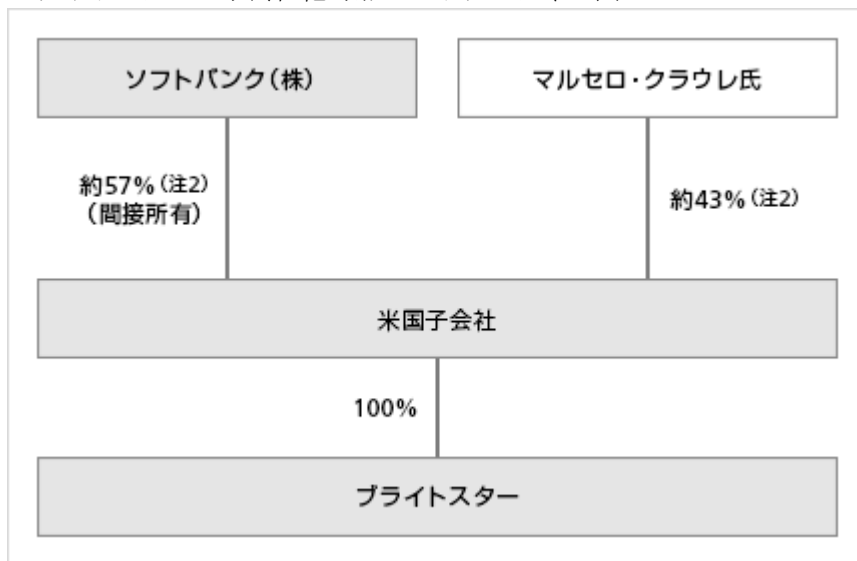 ソフトバンク(株)
マルセロ・クラウレ氏
約57%(注2)
(間接所有)
約43%(注2)
米国子会社
100%
ブライトスター